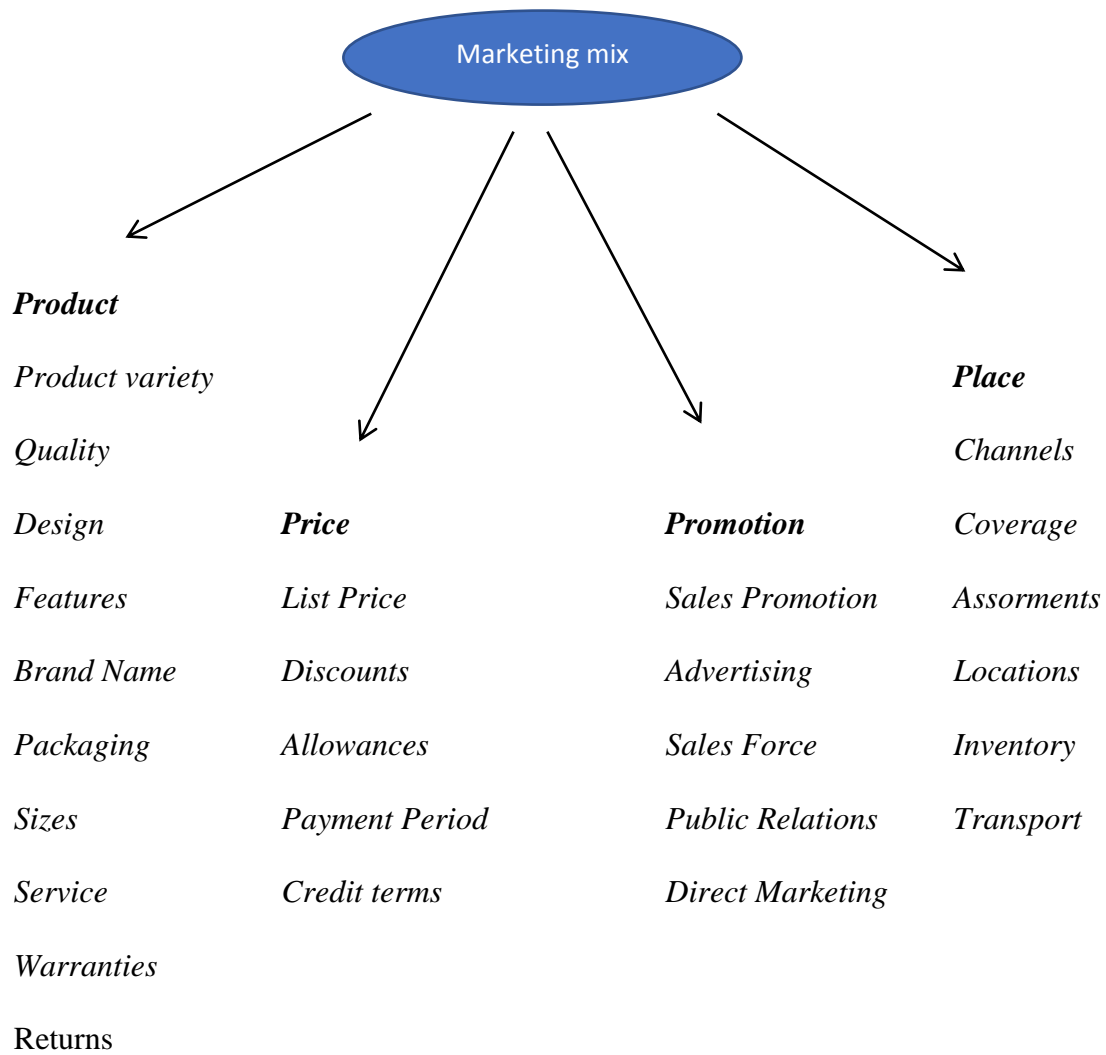 Marketing mix
Product
Product variety
Quality
Design
Features
Brand Name
Packaging
Sizes
Service
Warranties
Returns
Price
List Price
Discounts
Allowances
Payment Period
Credit terms
Promotion
Sales Promotion
Advertising
Sales Force
Public Relations
Direct Marketing
Place
Channels
Coverage
Assorments
Locations
Inventory
Transport